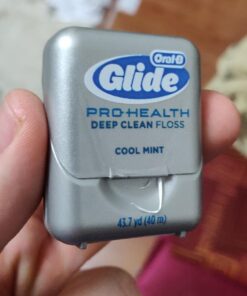 Oral-B
Glide
PRO-HEALTH
DEEP CLEAN FLOSS
COOL MINT
43.7 yd (40 m)